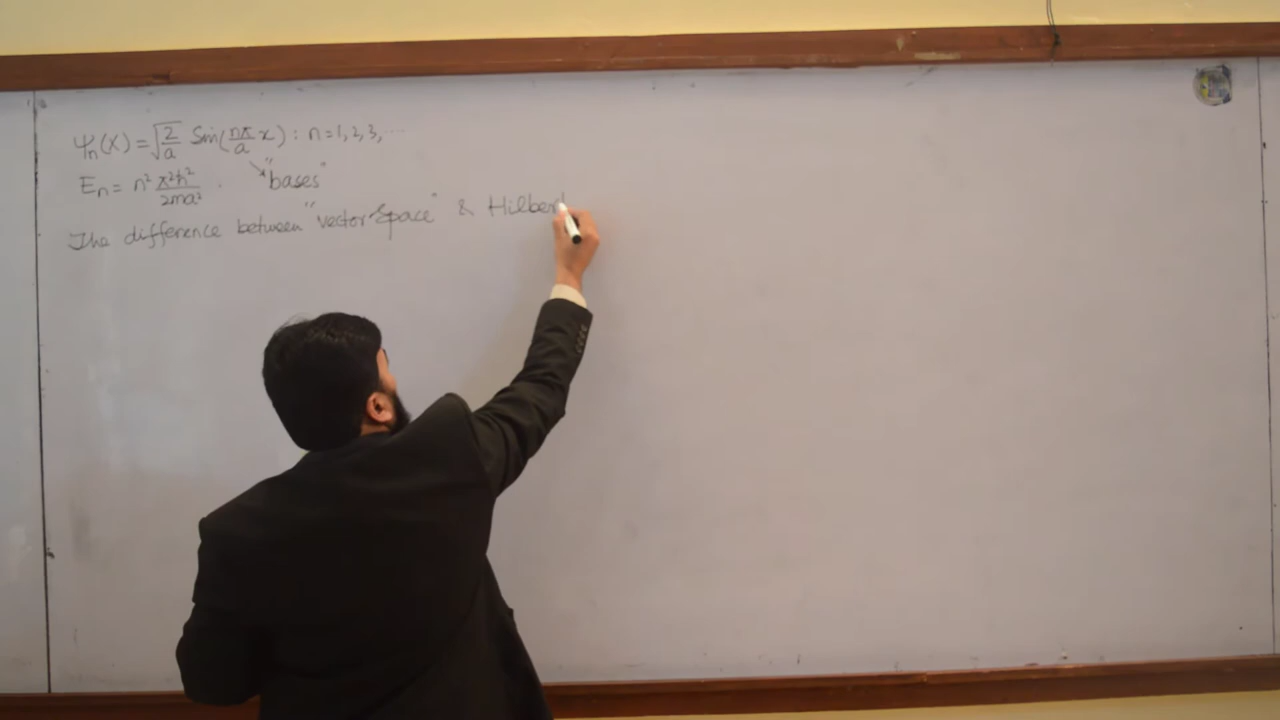 Ψn(X) = √2/a Sin(nπ/a x) : n=1,2,3,...
En = n² π²ħ²/2ma² . "bases"
The difference between "vector space" & Hilbert